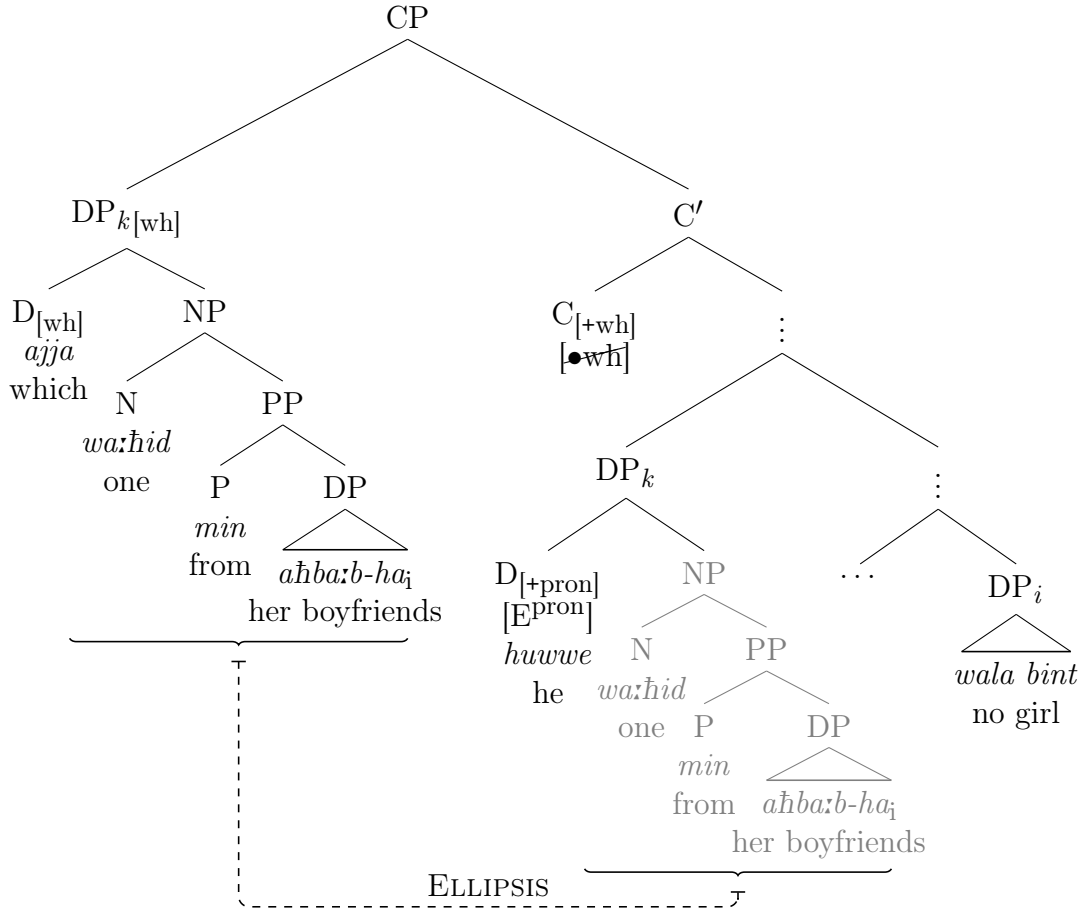 CP
DP_k[wh] C′
D[wh] NP C[+wh] ⋮
ajja [•wh]
which
N PP
waːħid DP_k ⋮
one P DP
min D[+pron] NP … DP_i
from aħbaːb-ha_i [E^pron]
her boyfriends huwwe N PP wala bint
he waːħid no girl
one P DP
min
from aħbaːb-ha_i
her boyfriends
ELLIPSIS